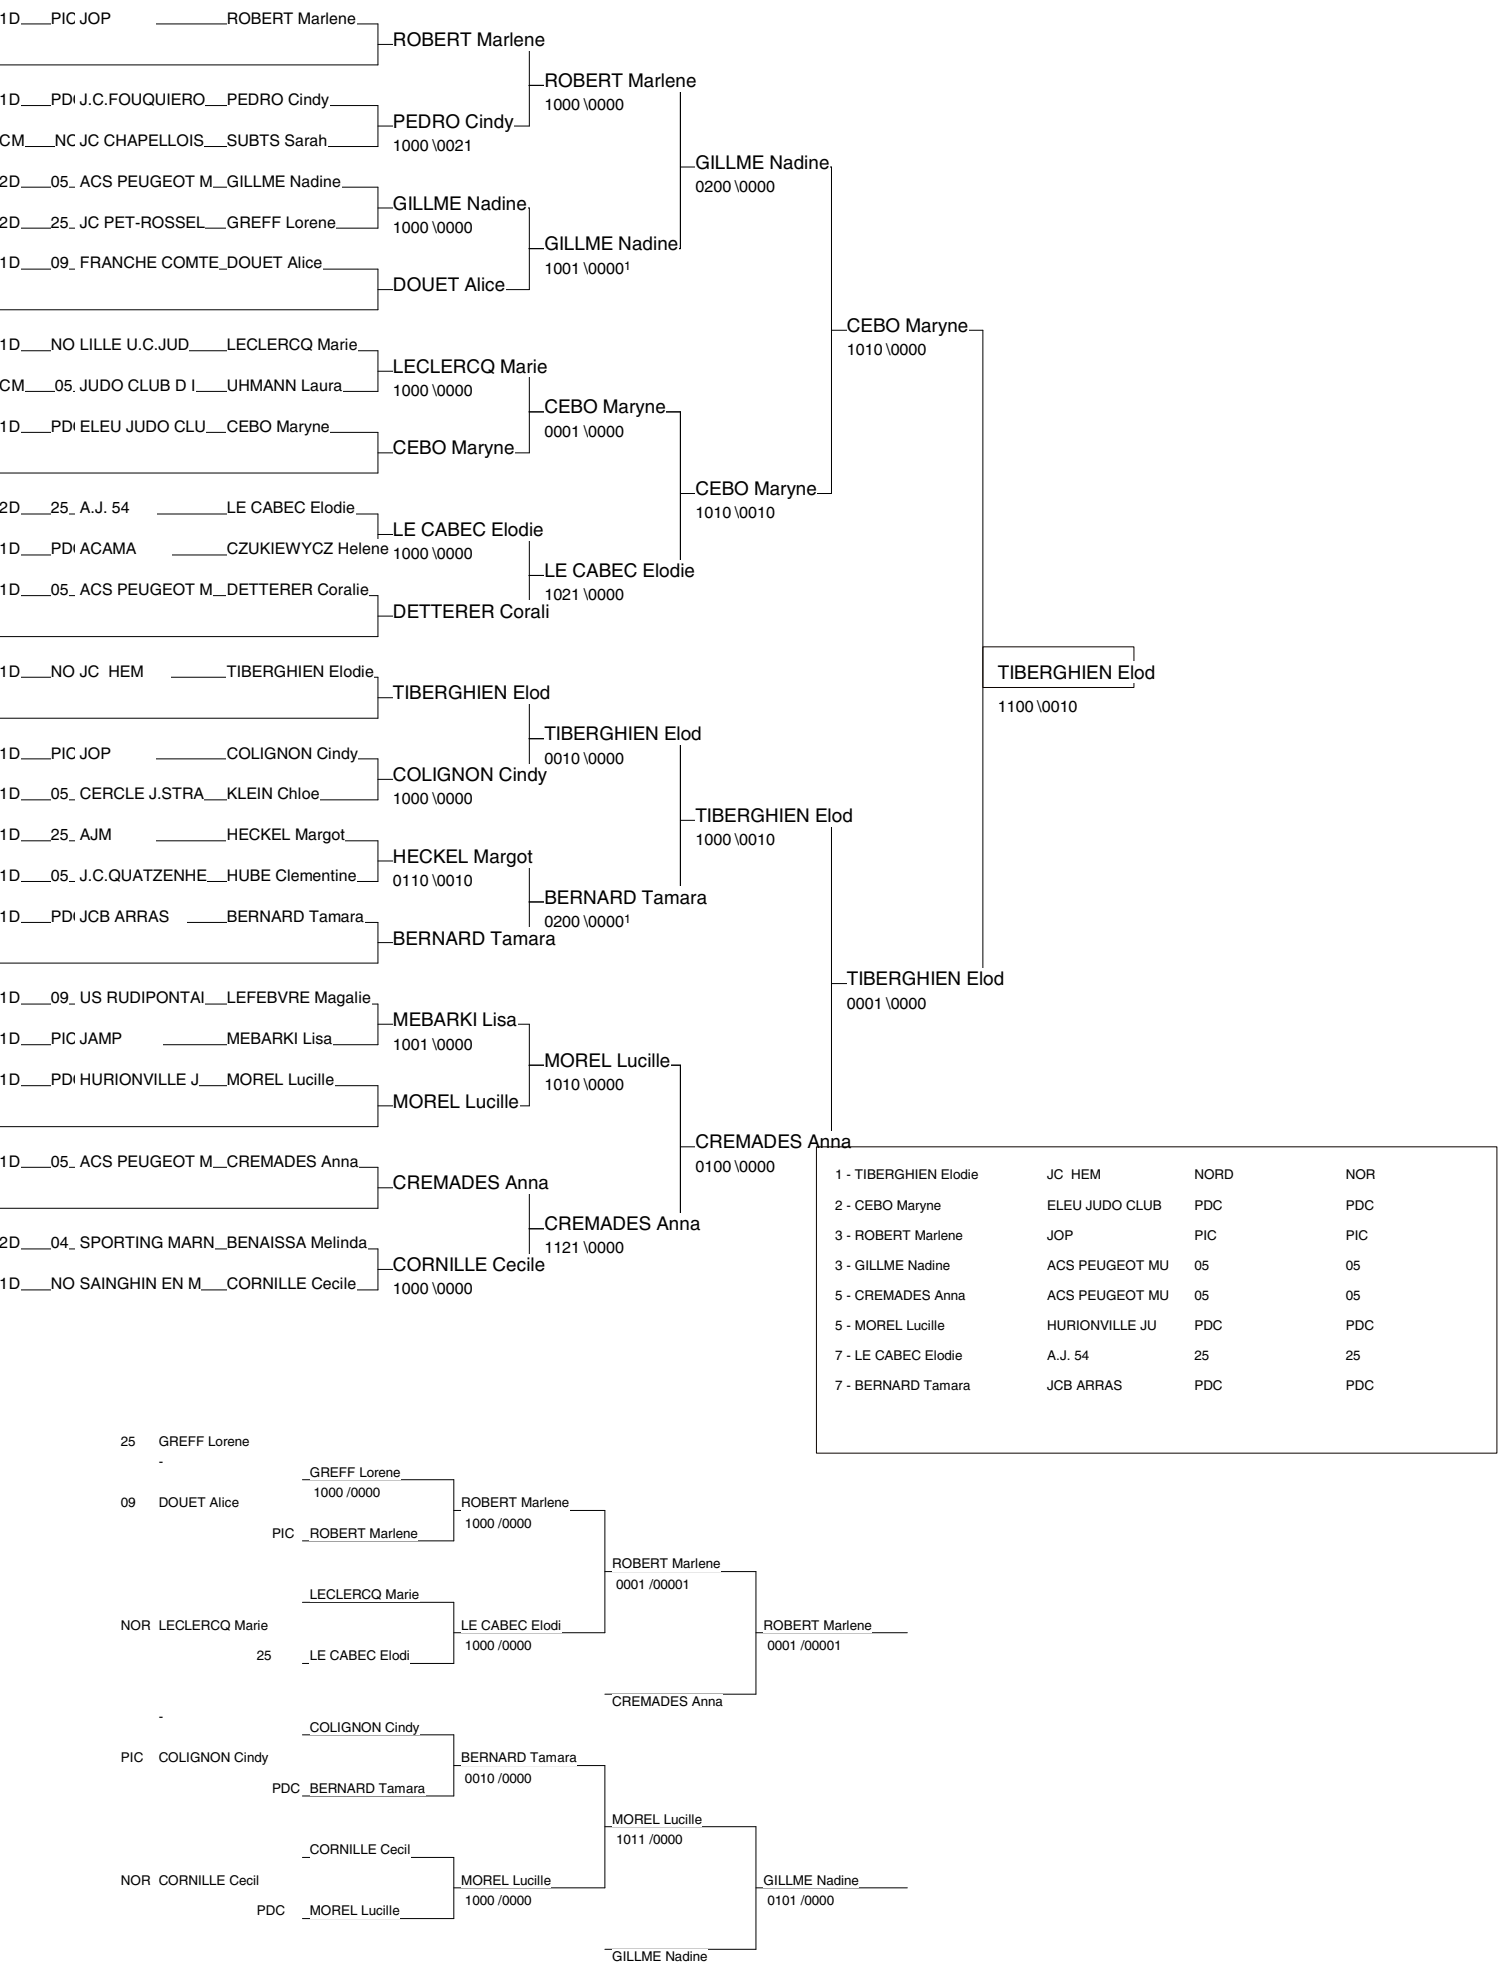 1D PIC JOP ROBERT Marlene
ROBERT Marlene
ROBERT Marlene
1000 \0000
1D PD( J.C.FOUQUIERO PEDRO Cindy
PEDRO Cindy
1000 \0021
CM NC JC CHAPELLOIS SUBTS Sarah
GILLME Nadine
0200 \0000
2D 05 ACS PEUGEOT M GILLME Nadine
GILLME Nadine
1000 \0000
2D 25 JC PET-ROSSEL GREFF Lorene
GILLME Nadine
1001 \0000¹
1D 09 FRANCHE COMTE DOUET Alice
DOUET Alice
CEBO Maryne
1010 \0000
1D NO LILLE U.C.JUD LECLERCQ Marie
LECLERCQ Marie
1000 \0000
CM 05 JUDO CLUB D I UHMANN Laura
CEBO Maryne
0001 \0000
1D PD( ELEU JUDO CLU CEBO Maryne
CEBO Maryne
CEBO Maryne
1010 \0010
2D 25 A.J. 54 LE CABEC Elodie
LE CABEC Elodie
1000 \0000
1D PD( ACAMA CZUKIEWYCZ Helene
LE CABEC Elodie
1021 \0000
1D 05 ACS PEUGEOT M DETTERER Coralie
DETTERER Corali
1D NO JC HEM TIBERGHIEN Elodie
TIBERGHIEN Elod
1100 \0010
TIBERGHIEN Elod
TIBERGHIEN Elod
0010 \0000
1D PIC JOP COLIGNON Cindy
COLIGNON Cindy
1000 \0000
1D 05 CERCLE J.STRA KLEIN Chloe
TIBERGHIEN Elod
1000 \0010
1D 25 AJM HECKEL Margot
HECKEL Margot
0110 \0010
1D 05 J.C.QUATZENHE HUBE Clementine
BERNARD Tamara
0200 \0000¹
1D PD( JCB ARRAS BERNARD Tamara
BERNARD Tamara
TIBERGHIEN Elod
0001 \0000
1D 09 US RUDIPONTAI LEFEBVRE Magalie
MEBARKI Lisa
1001 \0000
1D PIC JAMP MEBARKI Lisa
MOREL Lucille
1010 \0000
1D PD( HURIONVILLE J MOREL Lucille
MOREL Lucille
CREMADES Anna
0100 \0000
1D 05 ACS PEUGEOT M CREMADES Anna
CREMADES Anna
CREMADES Anna
1121 \0000
2D 04 SPORTING MARN BENAISSA Melinda
CORNILLE Cecile
1000 \0000
1D NO SAINGHIN EN M CORNILLE Cecile
1 - TIBERGHIEN Elodie JC HEM NORD NOR
2 - CEBO Maryne ELEU JUDO CLUB PDC PDC
3 - ROBERT Marlene JOP PIC PIC
3 - GILLME Nadine ACS PEUGEOT MU 05 05
5 - CREMADES Anna ACS PEUGEOT MU 05 05
5 - MOREL Lucille HURIONVILLE JU PDC PDC
7 - LE CABEC Elodie A.J. 54 25 25
7 - BERNARD Tamara JCB ARRAS PDC PDC
25 GREFF Lorene
-
GREFF Lorene
1000 /0000
09 DOUET Alice
ROBERT Marlene
1000 /0000
PIC ROBERT Marlene
ROBERT Marlene
0001 /00001
LECLERCQ Marie
NOR LECLERCQ Marie
LE CABEC Elodi
1000 /0000
ROBERT Marlene
0001 /00001
25 LE CABEC Elodi
CREMADES Anna
-
COLIGNON Cindy
PIC COLIGNON Cindy
BERNARD Tamara
0010 /0000
PDC BERNARD Tamara
MOREL Lucille
1011 /0000
CORNILLE Cecil
NOR CORNILLE Cecil
MOREL Lucille
1000 /0000
GILLME Nadine
0101 /0000
PDC MOREL Lucille
GILLME Nadine